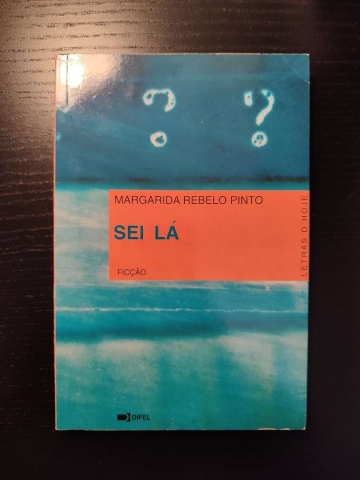 ? ?
MARGARIDA REBELO PINTO
SEI LÁ
FICÇÃO
LETRAS D HOJE
DIFEL